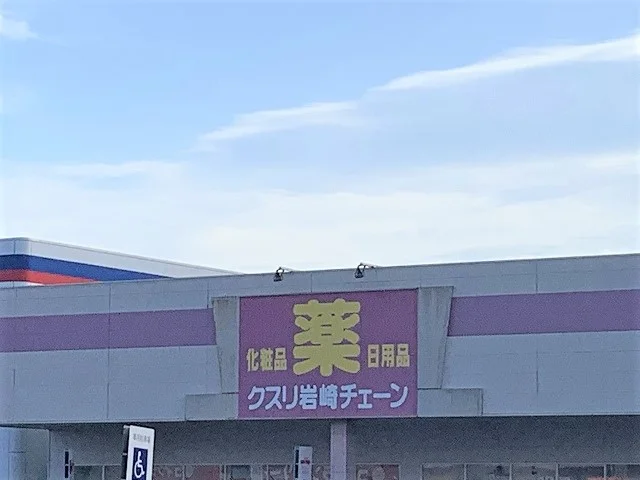 薬
化粧品 日用品
クスリ岩崎チェーン